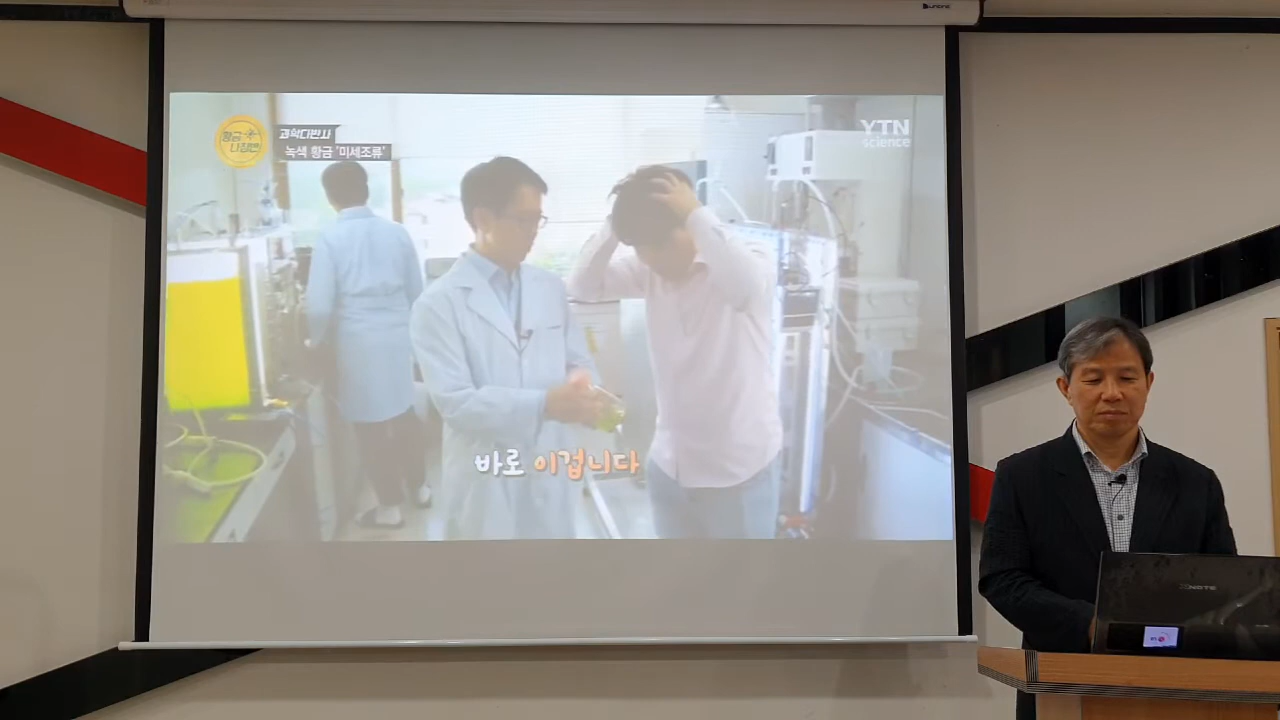 황금
나침반
과학다반사
녹색 황금 '미세조류'
YTN
science
바로 이겁니다
XNOTE